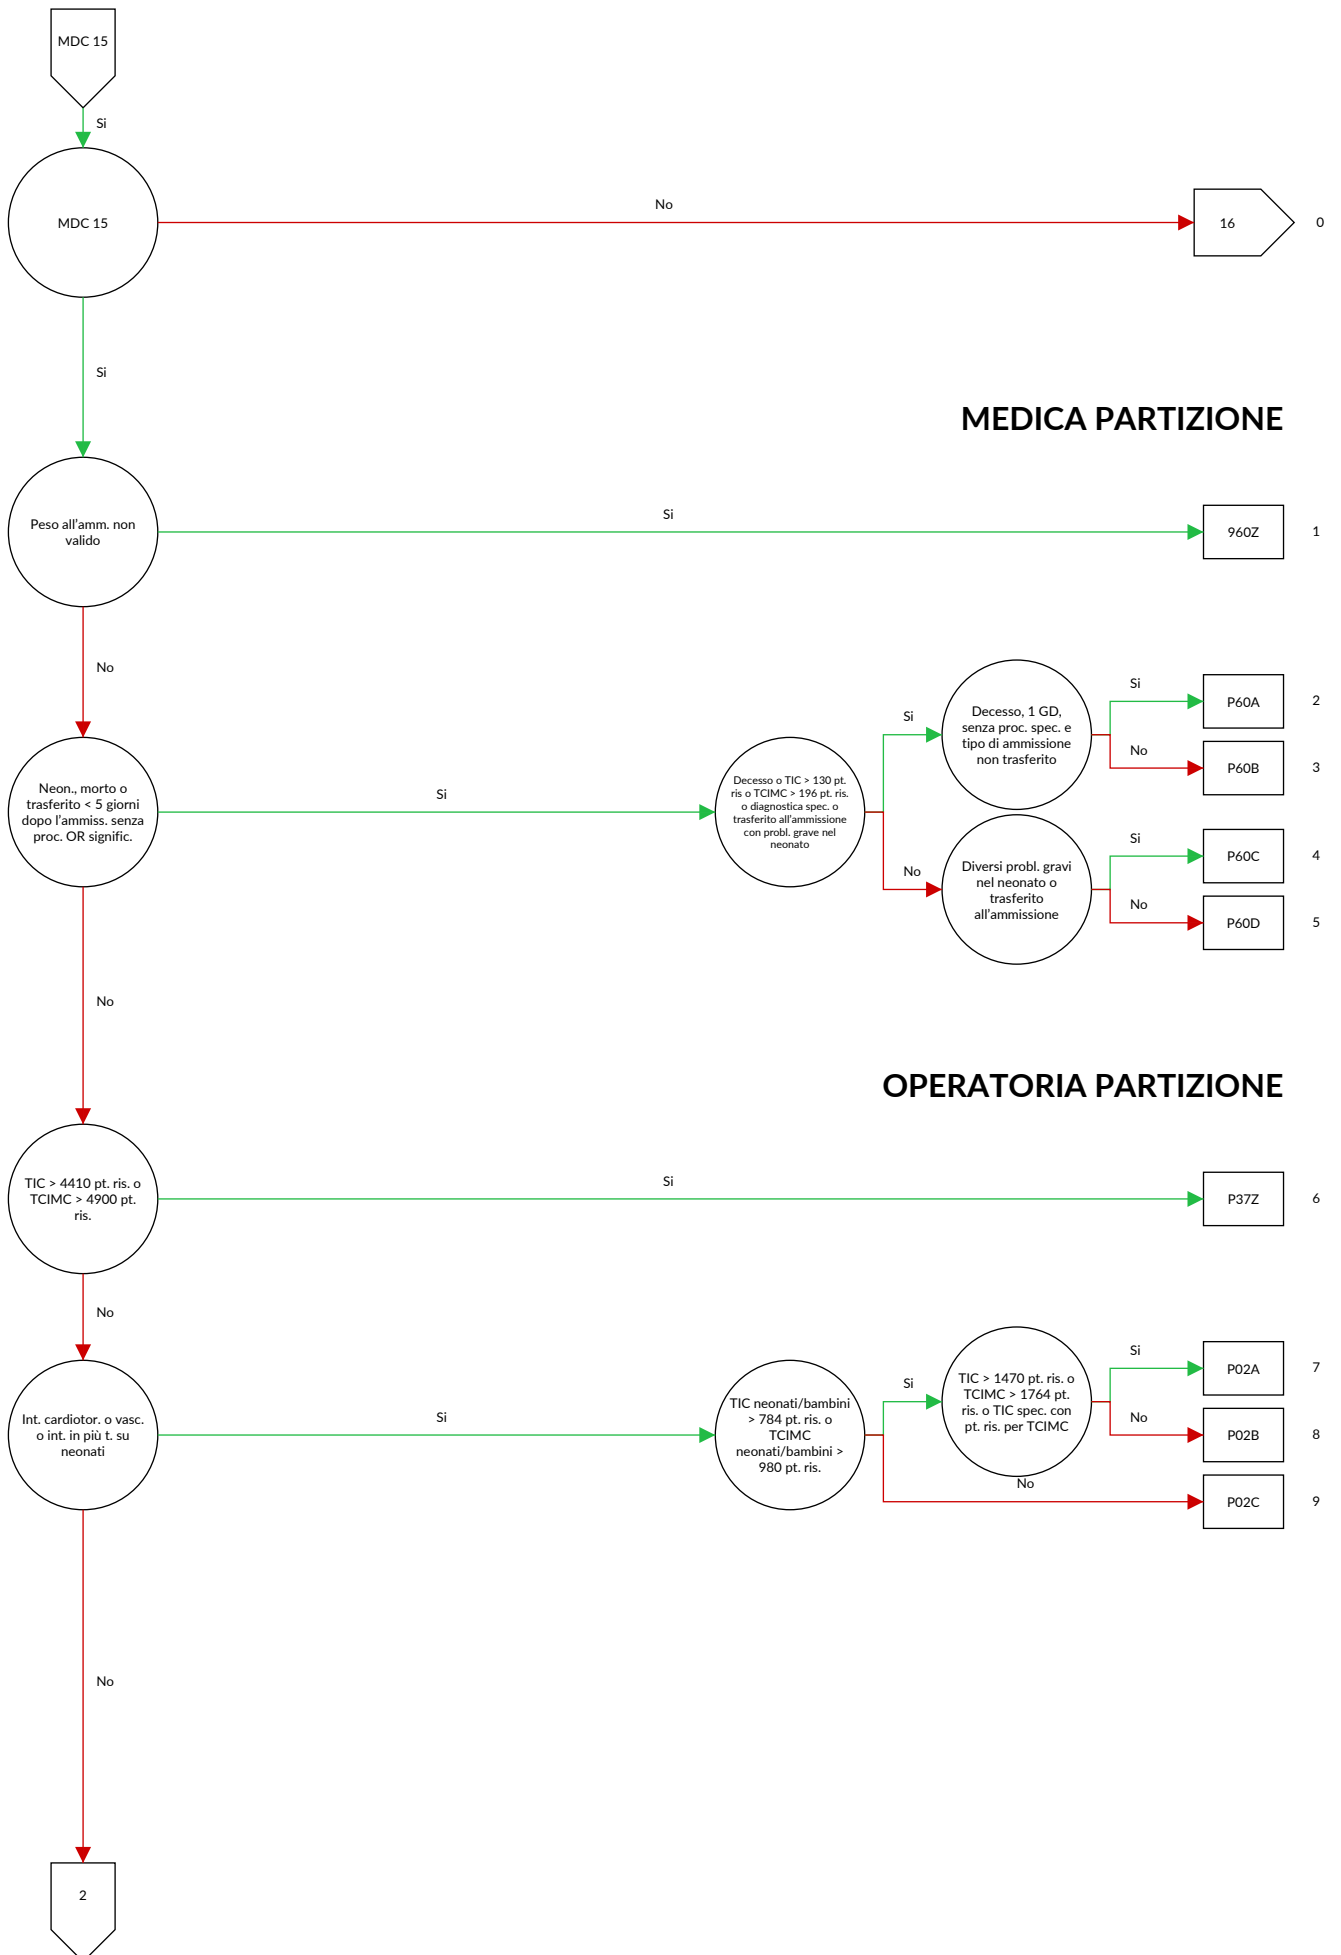 MDC 15
Si
MDC 15
No
16
0
Si
MEDICA PARTIZIONE
Peso all'amm. non
valido
Si
960Z
1
No
Neon., morto o
trasferito < 5 giorni
dopo l'ammiss. senza
proc. OR signific.
Si
Decesso o TIC > 130 pt.
ris o TCIMC > 196 pt. ris.
o diagnostica spec. o
trasferito all'ammissione
con probl. grave nel
neonato
Si
Decesso, 1 GD,
senza proc. spec. e
tipo di ammissione
non trasferito
Si
P60A
2
No
P60B
3
No
Diversi probl. gravi
nel neonato o
trasferito
all'ammissione
Si
P60C
4
No
P60D
5
No
OPERATORIA PARTIZIONE
TIC > 4410 pt. ris. o
TCIMC > 4900 pt.
ris.
Si
P37Z
6
No
Int. cardiotor. o vasc.
o int. in più t. su
neonati
Si
TIC neonati/bambini
> 784 pt. ris. o
TCIMC
neonati/bambini >
980 pt. ris.
Si
TIC > 1470 pt. ris. o
TCIMC > 1764 pt.
ris. o TIC spec. con
pt. ris. per TCIMC
Si
P02A
7
No
P02B
8
No
P02C
9
No
2